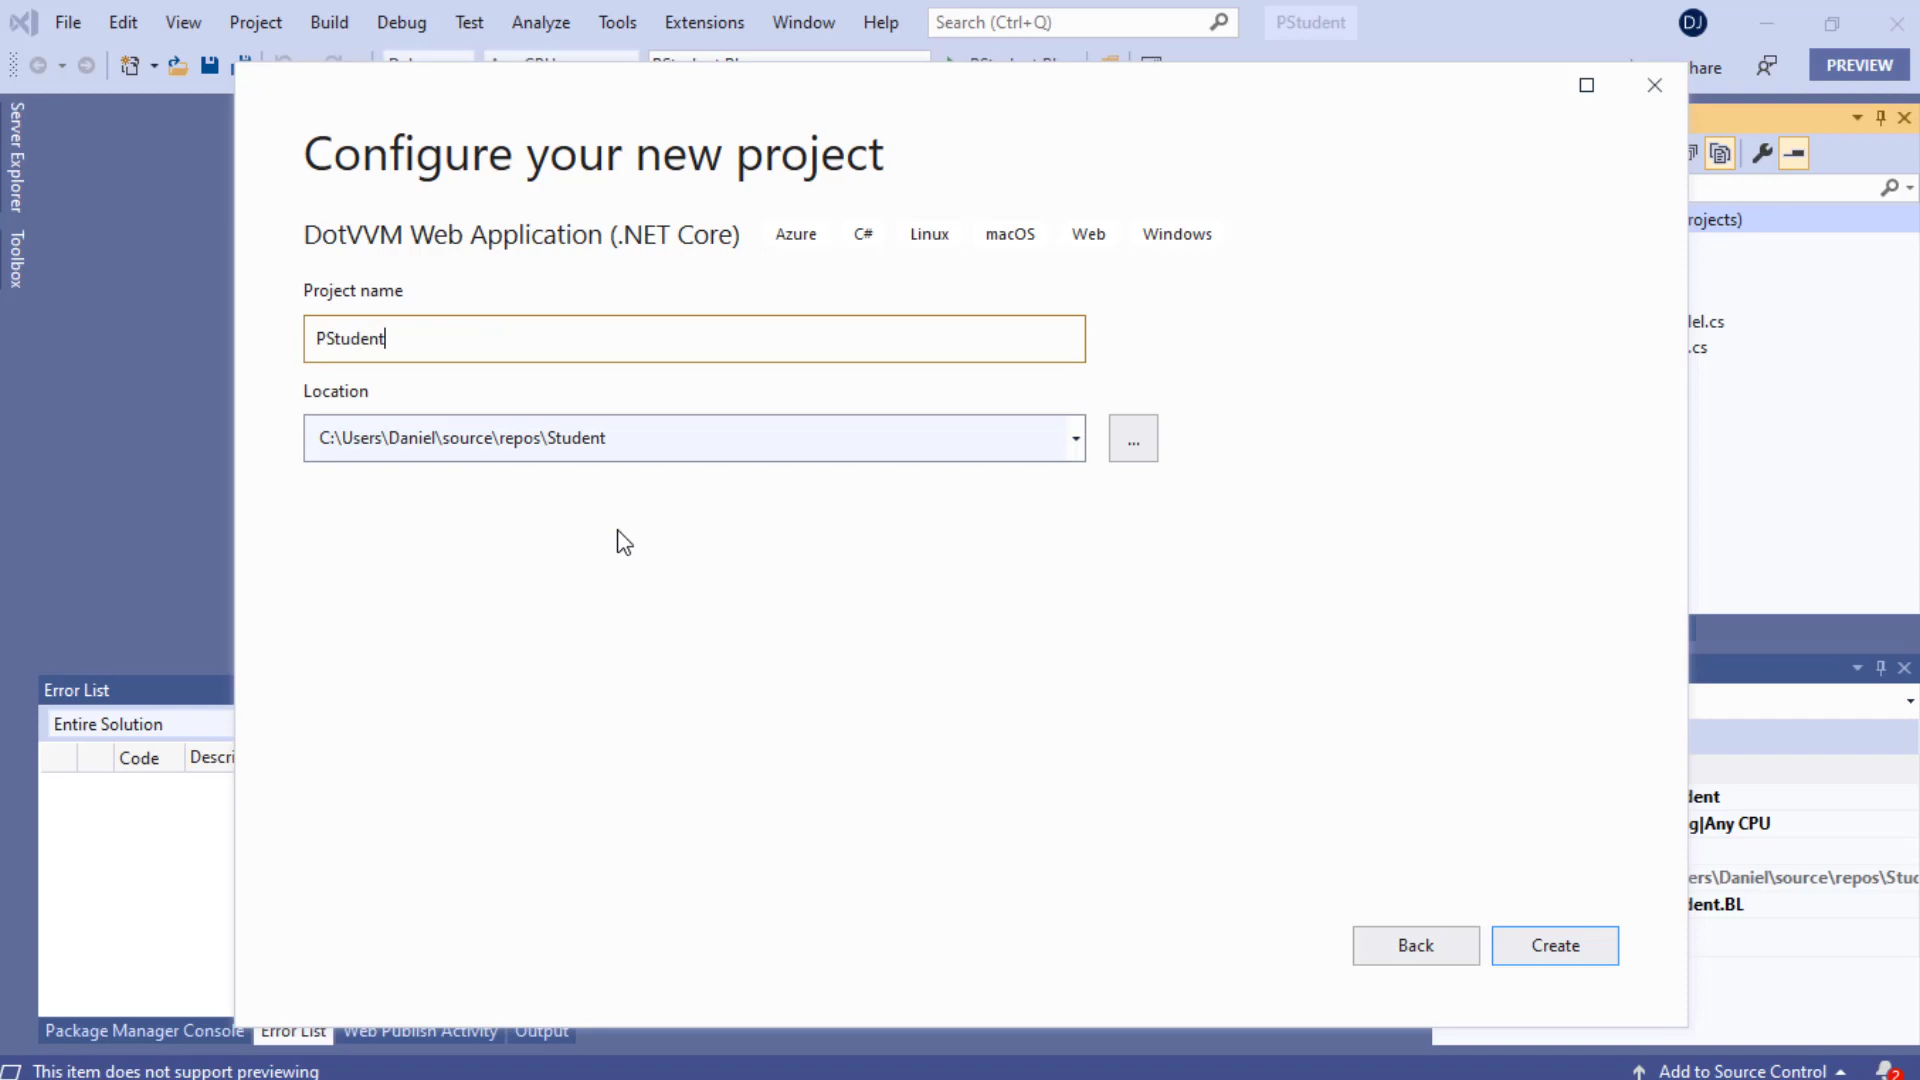 File Edit View Project Build Debug Test Analyze Tools Extensions Window Help Search (Ctrl+Q) PStudent DJ
hare PREVIEW
Server Explorer
Toolbox
Configure your new project
DotVVM Web Application (.NET Core) Azure C# Linux macOS Web Windows
Project name
PStudent
Location
C:\Users\Daniel\source\repos\Student
...
Back Create
rojects)
lel.cs
.cs
Error List
Entire Solution
Code Descri
lent
g|Any CPU
ers\Daniel\source\repos\Stuc
lent.BL
Package Manager Console Error List Web Publish Activity Output
This item does not support previewing
Add to Source Control 2